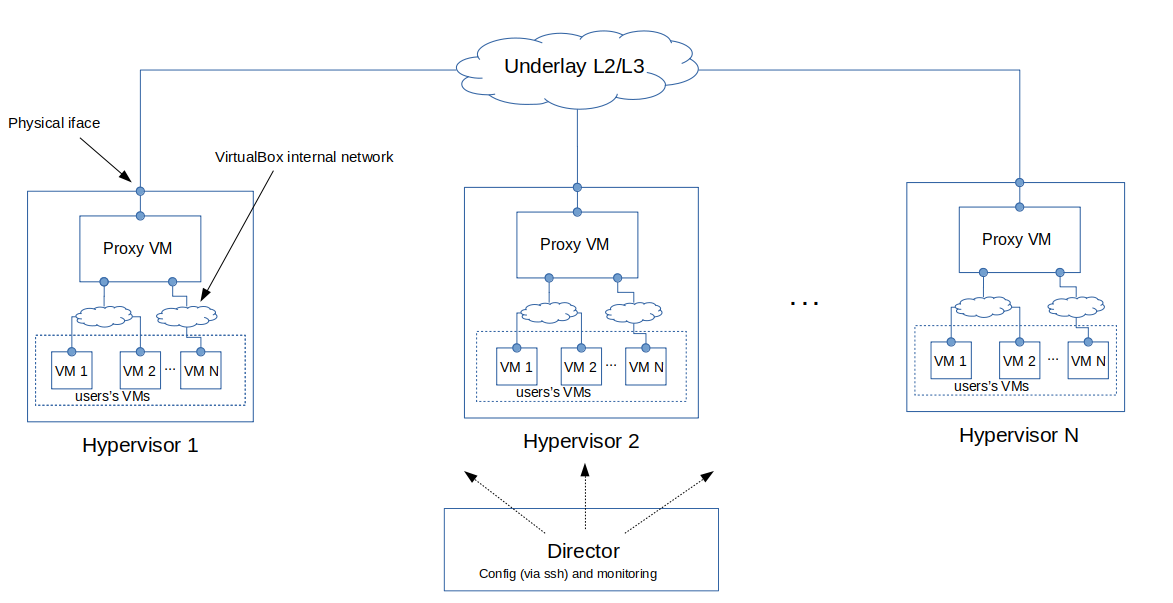 Underlay L2/L3
Physical iface
VirtualBox internal network
Proxy VM
VM 1
VM 2
...
VM N
users's VMs
Hypervisor 1
Proxy VM
VM 1
VM 2
...
VM N
users's VMs
Hypervisor 2
...
Proxy VM
VM 1
VM 2
...
VM N
users's VMs
Hypervisor N
Director
Config (via ssh) and monitoring